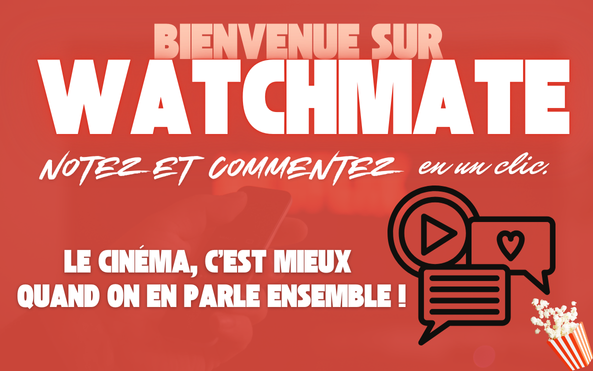 BIENVENUE SUR
WATCHMATE
NOTEZ ET COMMENTEZ en un clic.
LE CINÉMA, C'EST MIEUX
QUAND ON EN PARLE ENSEMBLE !